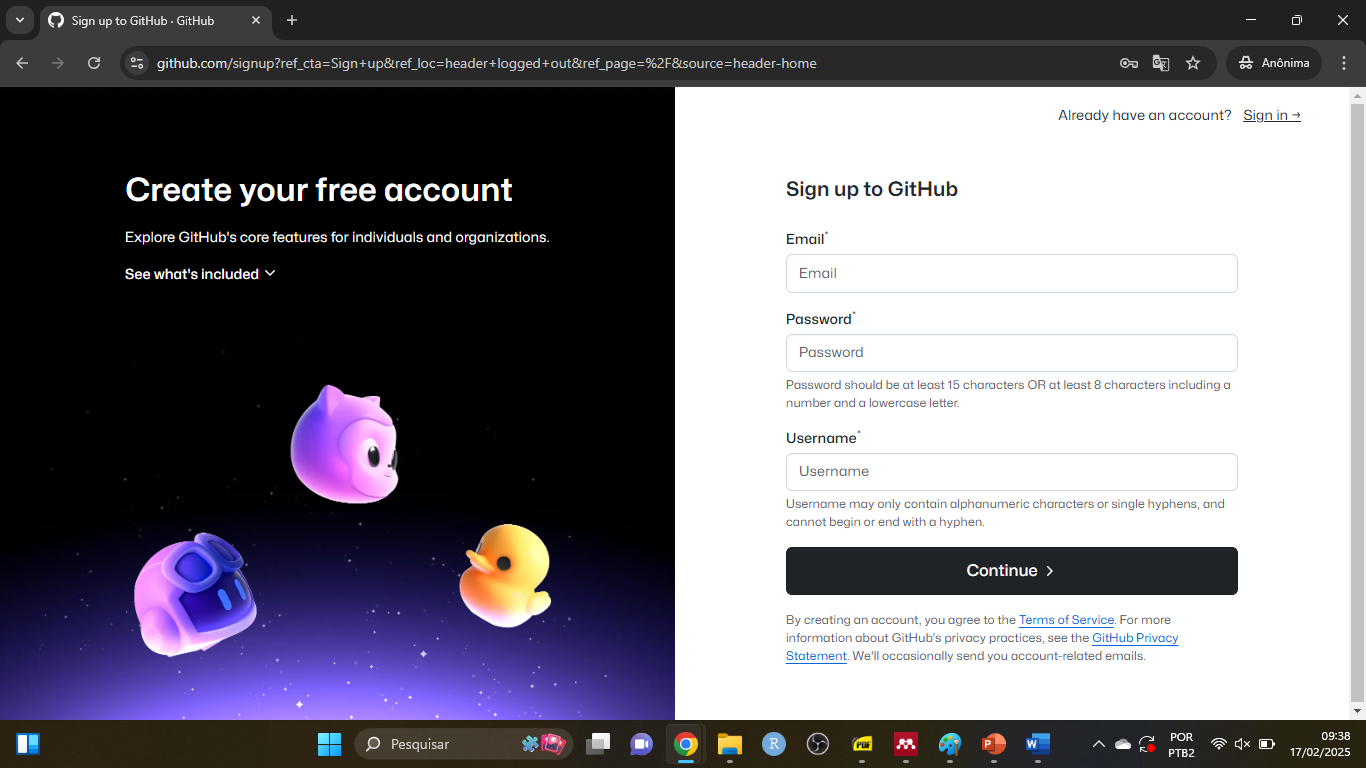 Sign up to GitHub · GitHub
github.com/signup?ref_cta=Sign+up&ref_loc=header+logged+out&ref_page=%2F&source=header-home
Anônima
Already have an account? Sign in →
Create your free account
Explore GitHub's core features for individuals and organizations.
See what's included
Sign up to GitHub
Email*
Email
Password*
Password
Password should be at least 15 characters OR at least 8 characters including a
number and a lowercase letter.
Username*
Username
Username may only contain alphanumeric characters or single hyphens, and
cannot begin or end with a hyphen.
Continue
By creating an account, you agree to the Terms of Service. For more
information about GitHub's privacy practices, see the GitHub Privacy
Statement. We'll occasionally send you account-related emails.
Pesquisar
R
PDF
P
W
POR
PTB2
09:38
17/02/2025